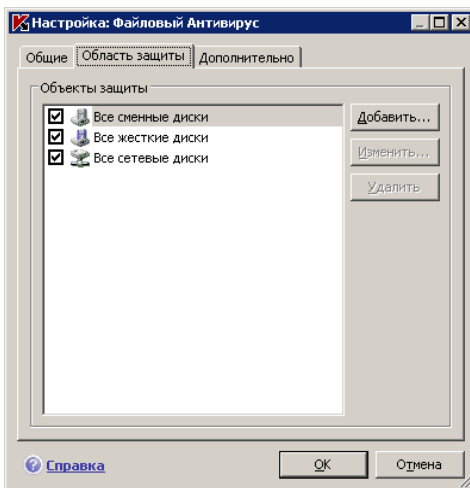 Настройка: Файловый Антивирус
Общие Область защиты Дополнительно
Объекты защиты
Все сменные диски
Все жесткие диски
Все сетевые диски
Добавить...
Изменить...
Удалить
Справка
OK
Отмена